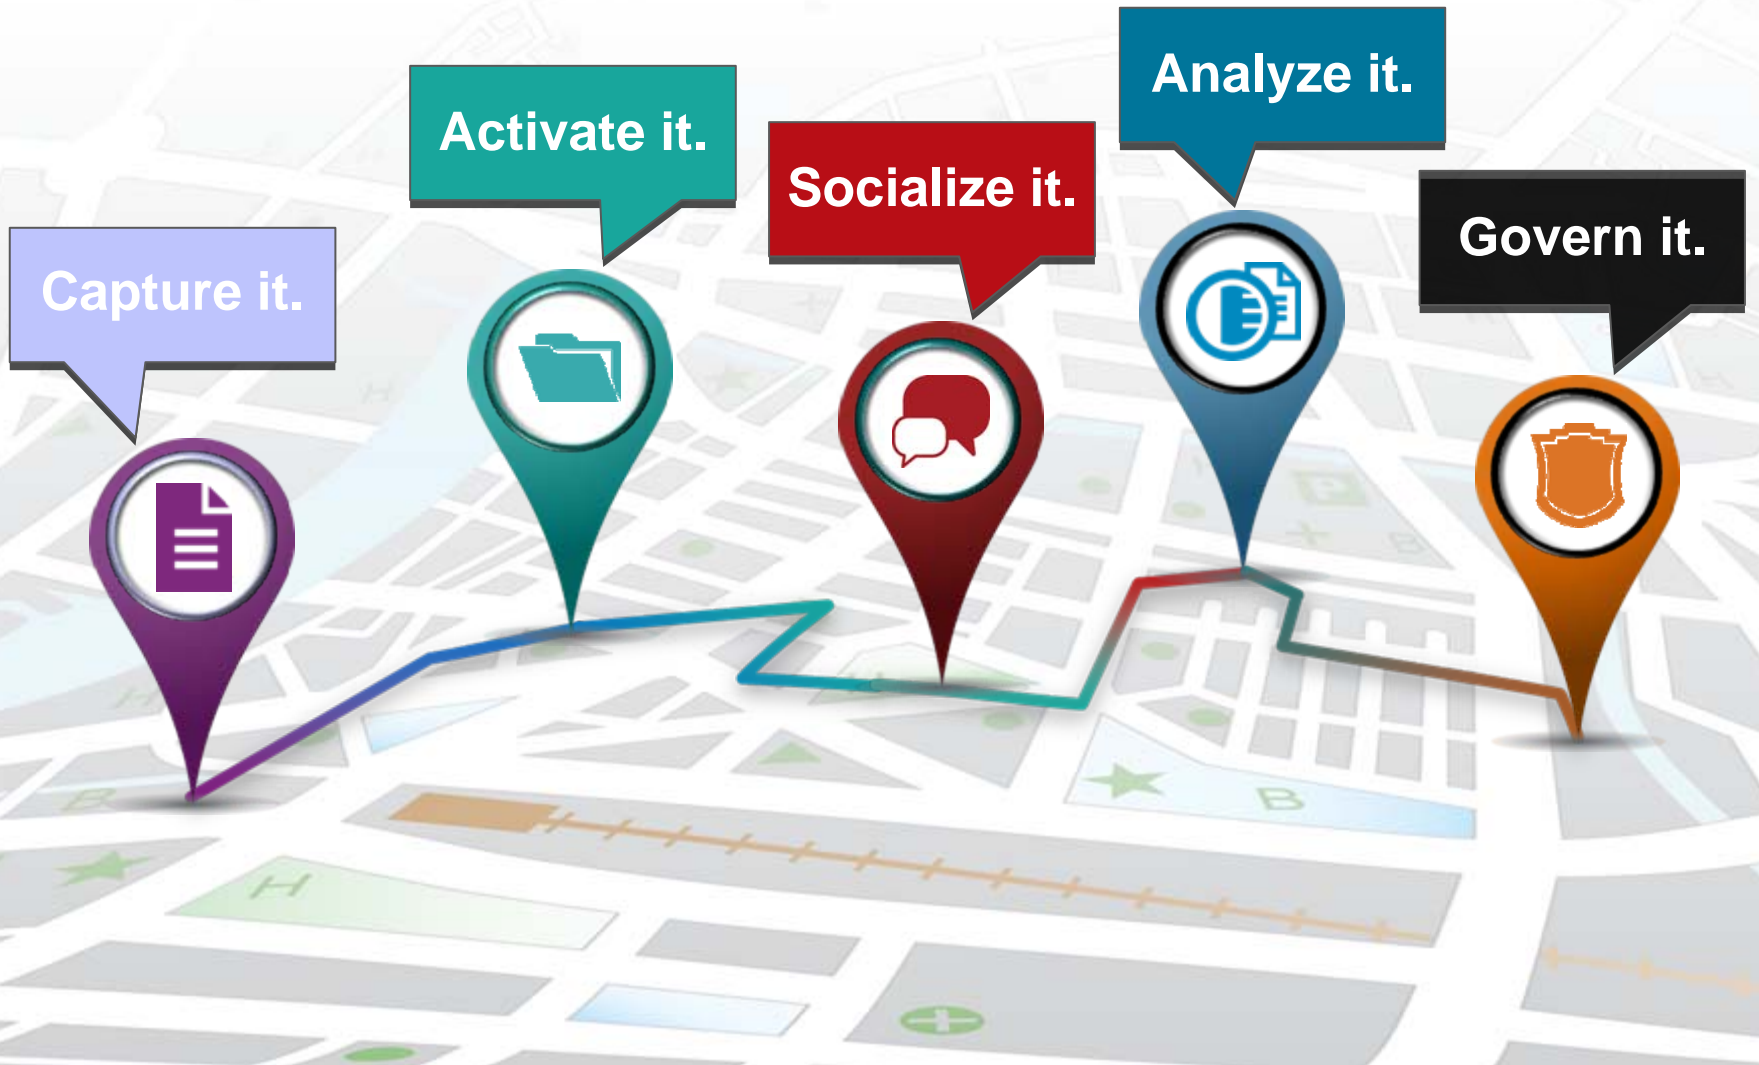 Capture it.
Activate it.
Socialize it.
Analyze it.
Govern it.
H
B
B
H
B
P